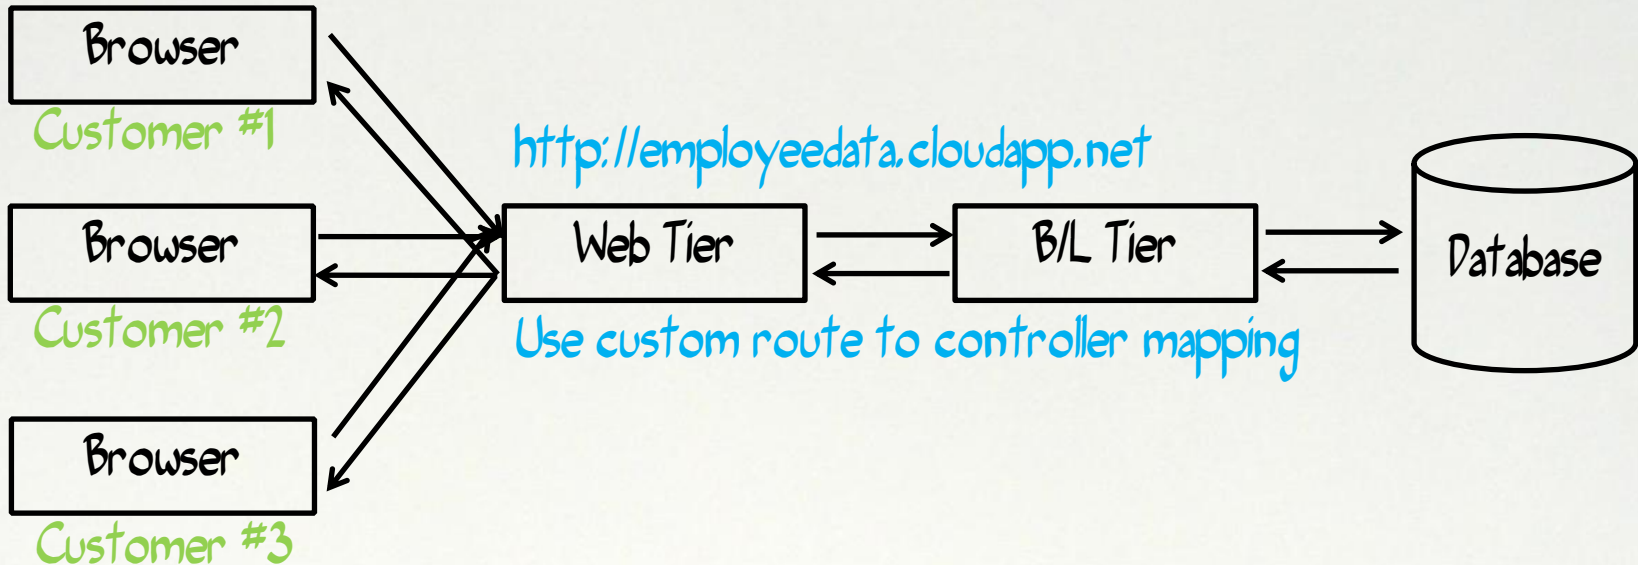 Browser
Customer #1
http://employeedata.cloudapp.net
Browser
Web Tier
B/L Tier
Database
Customer #2
Use custom route to controller mapping
Browser
Customer #3